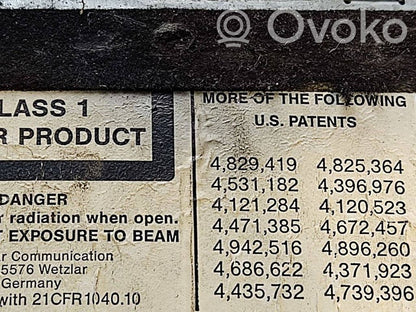 Ovoko
LASS 1
R PRODUCT
DANGER
r radiation when open.
T EXPOSURE TO BEAM
ar Communication
5576 Wetzlar
Germany
with 21CFR1040.10
MORE OF THE FOLLOWING
U.S. PATENTS
4,829,419 4,825,364
4,531,182 4,396,976
4,121,284 4,120,523
4,471,385 4,672,457
4,942,516 4,896,260
4,686,622 4,371,923
4,435,732 4,739,396